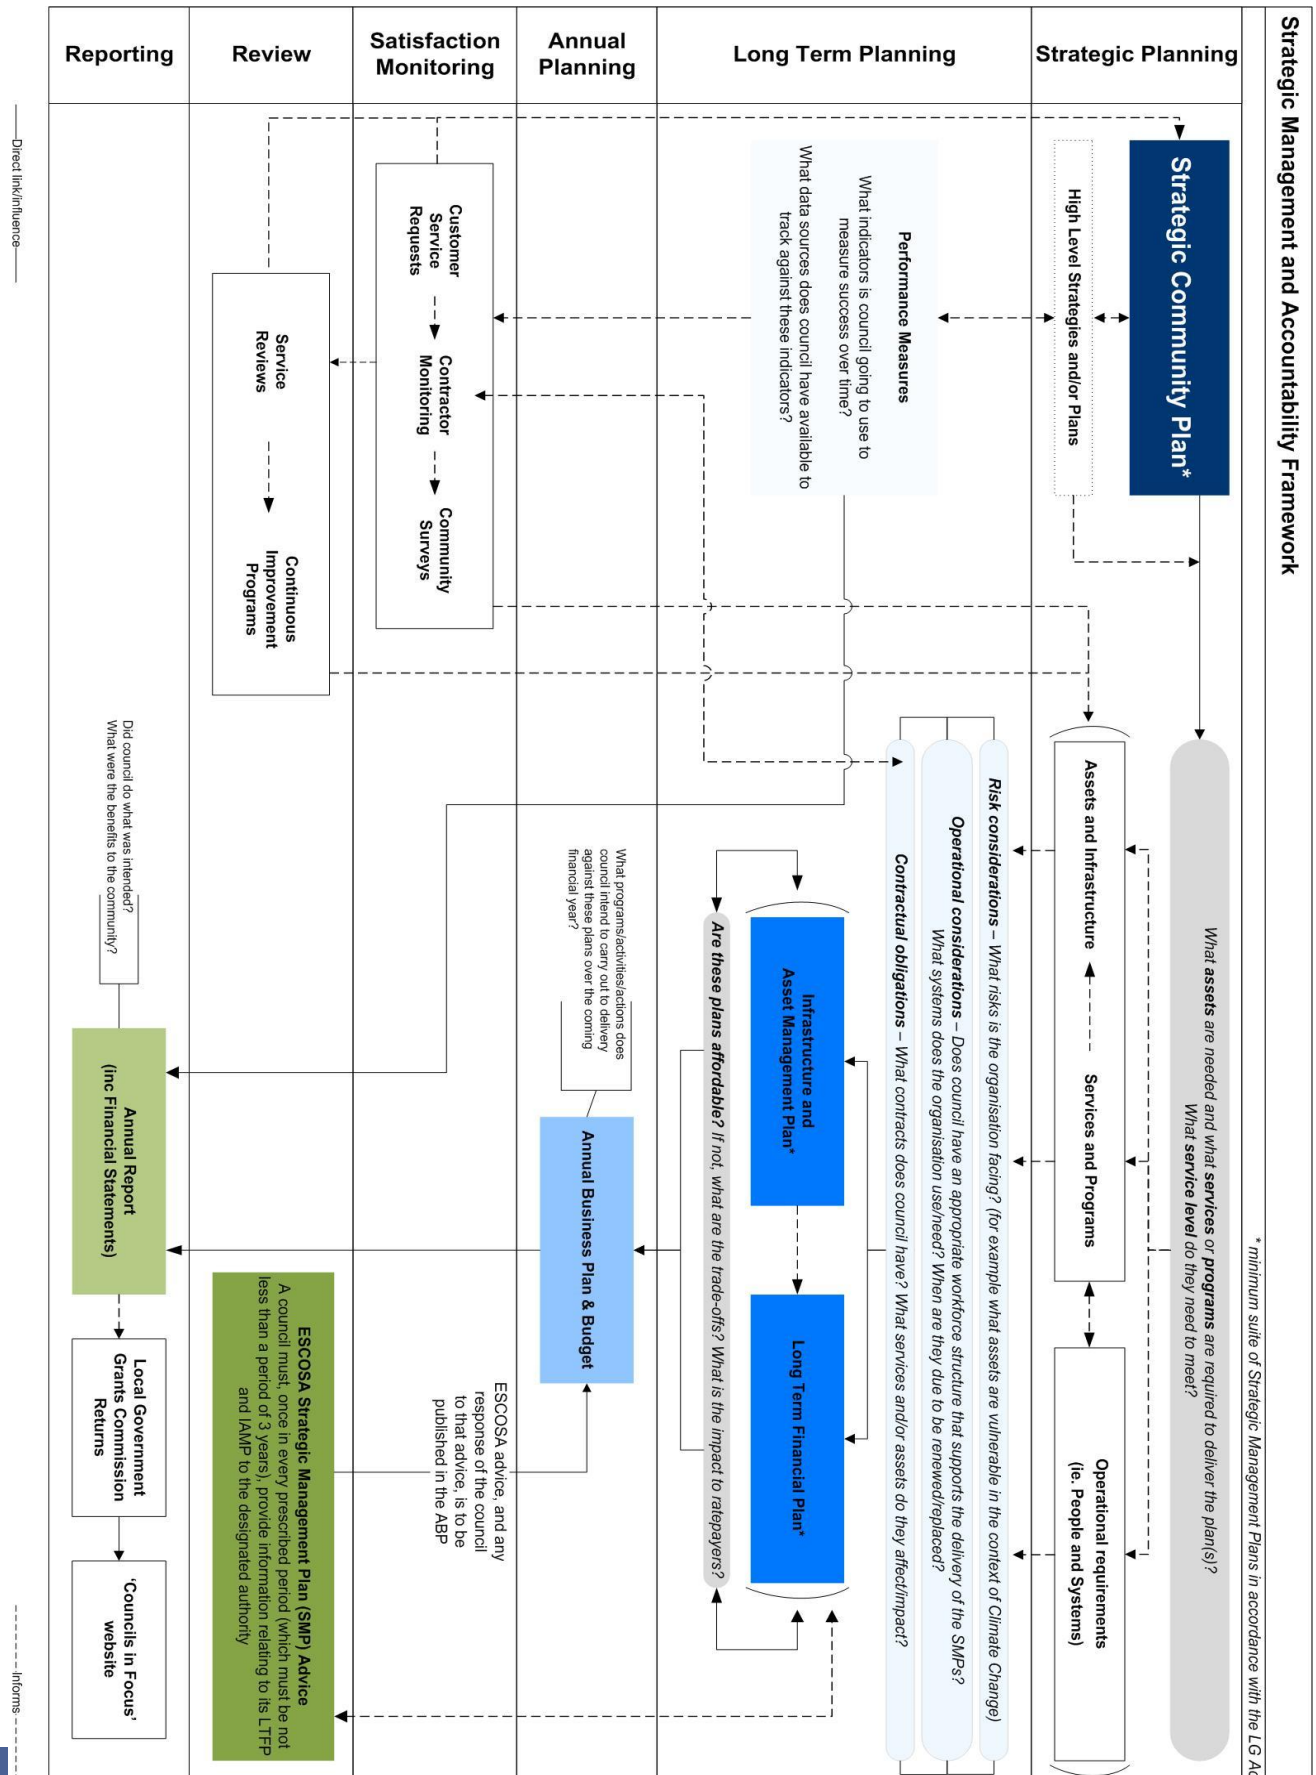 Strategic Management and Accountability Framework
* minimum suite of Strategic Management Plans in accordance with the LG
Strategic Planning
Strategic Community Plan*
High Level Strategies and/or Plans
What assets are needed and what services or programs are required to deliver the plan(s)?
What service level do they need to meet?
Assets and Infrastructure
Services and Programs
Operational requirements
(ie. People and Systems)
Long Term Planning
Performance Measures
What indicators is council going to use to
measure success over time?
What data sources does council have available to
track against these indicators?
Risk considerations – What risks is the organisation facing? (for example what assets are vulnerable in the context of Climate Change)
Operational considerations – Does council have an appropriate workforce structure that supports the delivery of the SMPs?
What systems does the organisation use/need? When are they due to be renewed/replaced?
Contractual obligations – What contracts does council have? What services and/or assets do they affect/impact?
Infrastructure and
Asset Management Plan*
Long Term Financial Plan*
Are these plans affordable? If not, what are the trade-offs? What is the impact to ratepayers?
Annual
Planning
What programs/activities/actions does
council intend to carry out to delivery
against these plans over the coming
financial year?
Annual Business Plan & Budget
ESCOSA advice, and any
response of the council
to that advice, is to be
published in the ABP
Satisfaction
Monitoring
Customer
Service
Requests
Contractor
Monitoring
Community
Surveys
Review
Service
Reviews
Continuous
Improvement
Programs
ESCOSA Strategic Management Plan (SMP) Advice
A council must, once in every prescribed period (which must be not
less than a period of 3 years), provide information relating to its LTFP
and IAMP to the designated authority
Reporting
Did council do what was intended?
What were the benefits to the community?
Annual Report
(inc Financial Statements)
Local Government
Grants Commission
Returns
‘Councils in Focus’
website
Direct link/influence
Informs